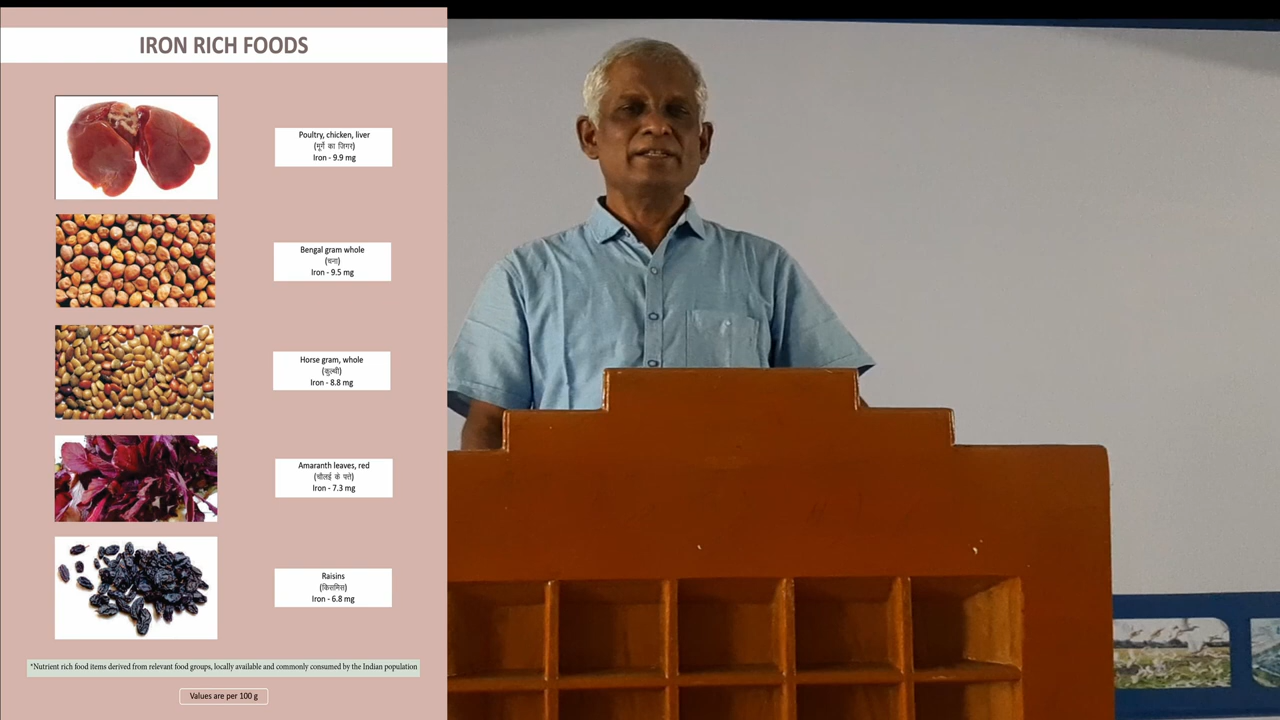 IRON RICH FOODS
Poultry, chicken, liver
(मुर्गे का जिगर)
Iron - 9.9 mg
Bengal gram whole
(चना)
Iron - 9.5 mg
Horse gram, whole
(कुल्थी)
Iron - 8.8 mg
Amaranth leaves, red
(चौलई के पत्ते)
Iron - 7.3 mg
Raisins
(किसमिस)
Iron - 6.8 mg
*Nutrient rich food items derived from relevant food groups, locally available and commonly consumed by the Indian population
Values are per 100 g